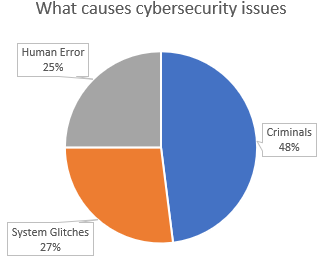 What causes cybersecurity issues
Human Error
25%
Criminals
48%
System Glitches
27%